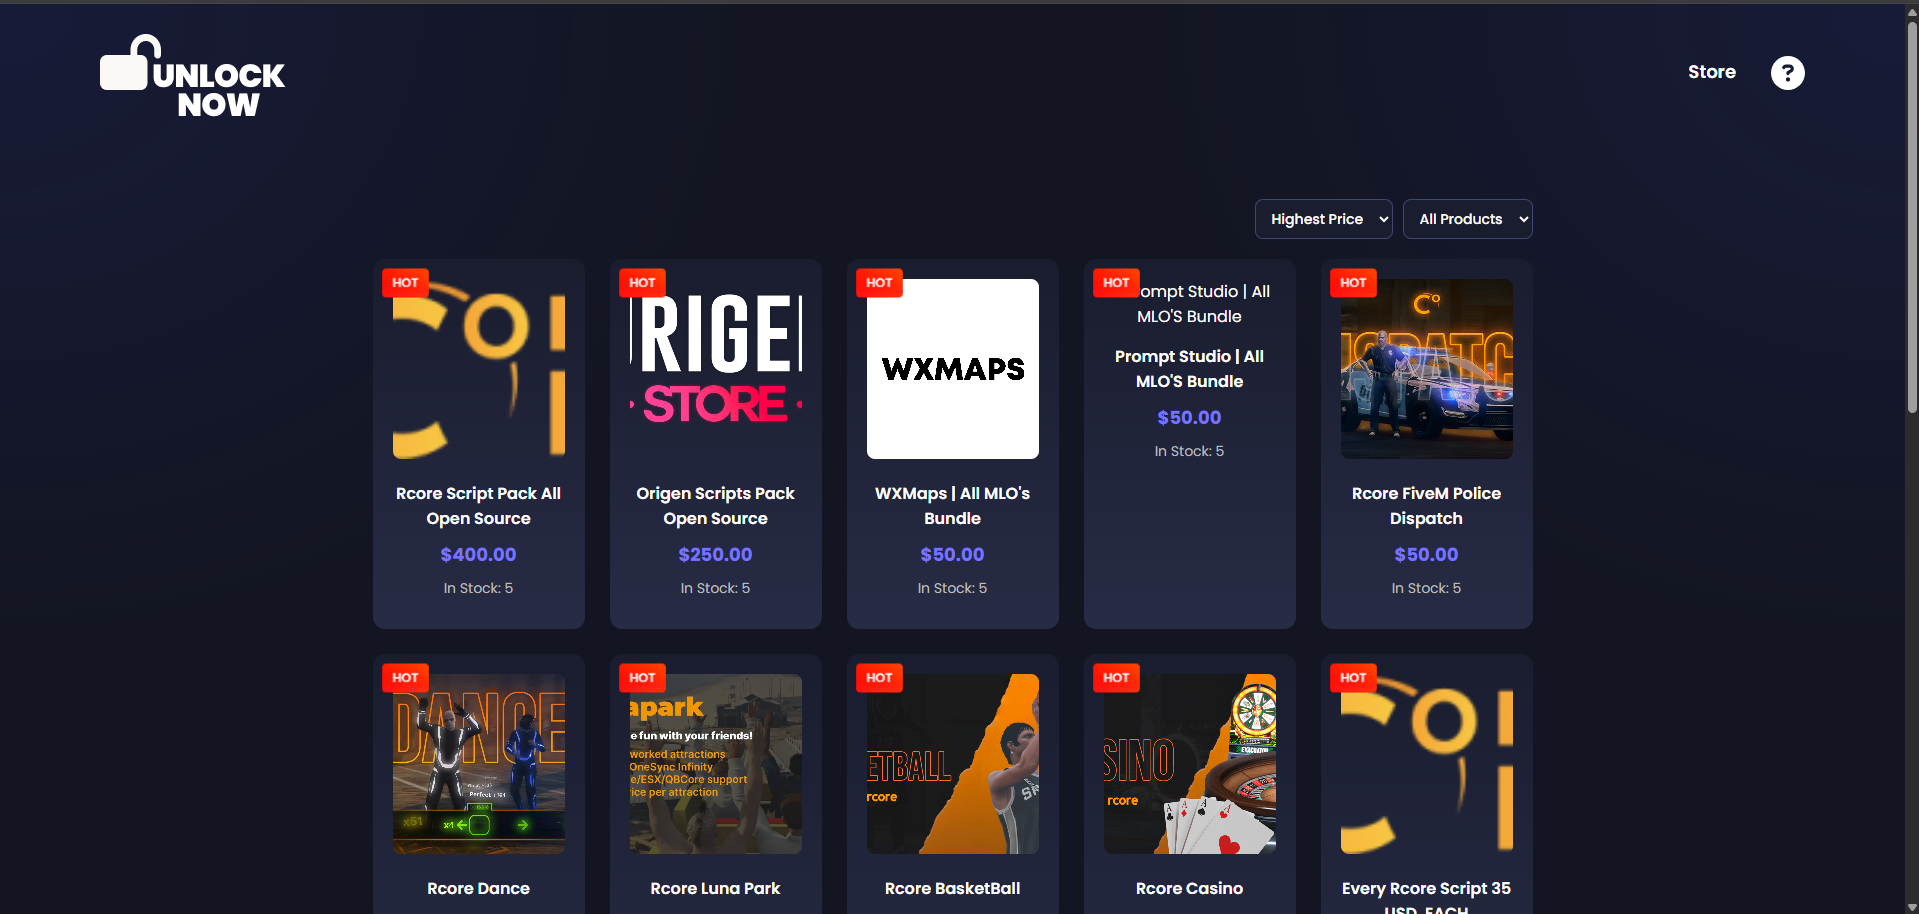 UNLOCK
NOW
Store
?
Highest Price
All Products
HOT
HOT
HOT
HOT
HOT
RIGE
STORE
WXMAPS
ompt Studio | All
MLO'S Bundle
Rcore Script Pack All
Open Source
$400.00
In Stock: 5
Origen Scripts Pack
Open Source
$250.00
In Stock: 5
WXMaps | All MLO's
Bundle
$50.00
In Stock: 5
Prompt Studio | All
MLO'S Bundle
$50.00
In Stock: 5
Rcore FiveM Police
Dispatch
$50.00
In Stock: 5
HOT
HOT
HOT
HOT
HOT
DANCE
x51
x4
apark
e fun with your friends!
worked attractions
OneSync Infinity
e/ESX/QBCore support
rice per attraction
ETBALL
rcore
SINO
rcore
Rcore Dance
Rcore Luna Park
Rcore BasketBall
Rcore Casino
Every Rcore Script 35
USD. EACH